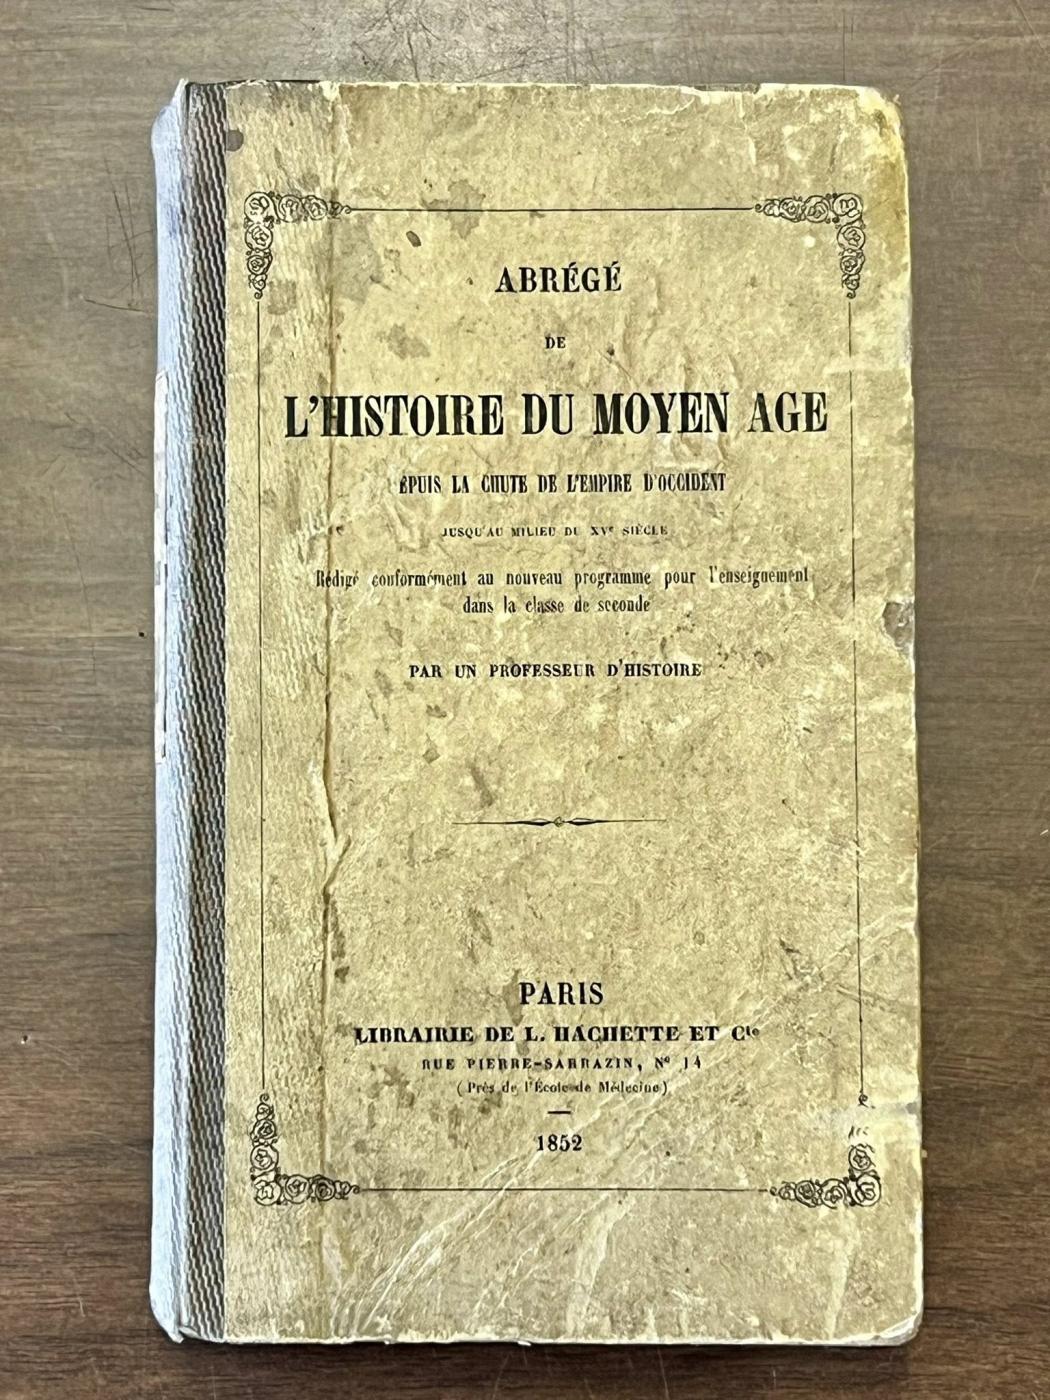 ABRÉGÉ
DE
L'HISTOIRE DU MOYEN AGE
ÉPUIS LA CHUTE DE L'EMPIRE D'OCCIDENT
JUSQU'AU MILIEU DU XVe SIÈCLE
Rédigé conformément au nouveau programme pour l'enseignement
dans la classe de seconde
PAR UN PROFESSEUR D'HISTOIRE
PARIS
LIBRAIRIE DE L. HACHETTE ET Cie
RUE PIERRE-SARRAZIN, No 14
(Près de l'École de Médecine)
1852